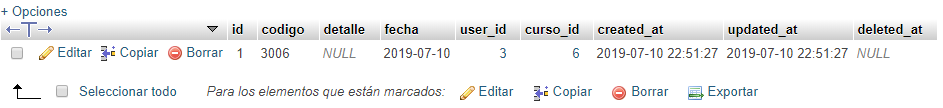 + Opciones
id codigo detalle fecha user_id curso_id created_at updated_at deleted_at
Editar Copiar Borrar 1 3006 NULL 2019-07-10 3 6 2019-07-10 22:51:27 2019-07-10 22:51:27 NULL
Seleccionar todo Para los elementos que están marcados: Editar Copiar Borrar Exportar